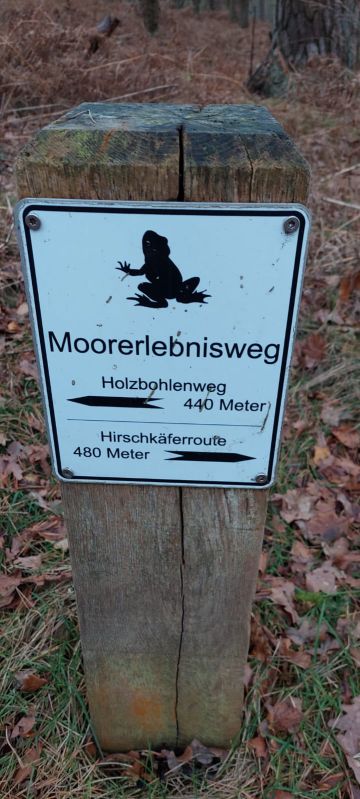 Moorerlebnisweg
Holzbohlenweg
440 Meter
Hirschkäferroute
480 Meter